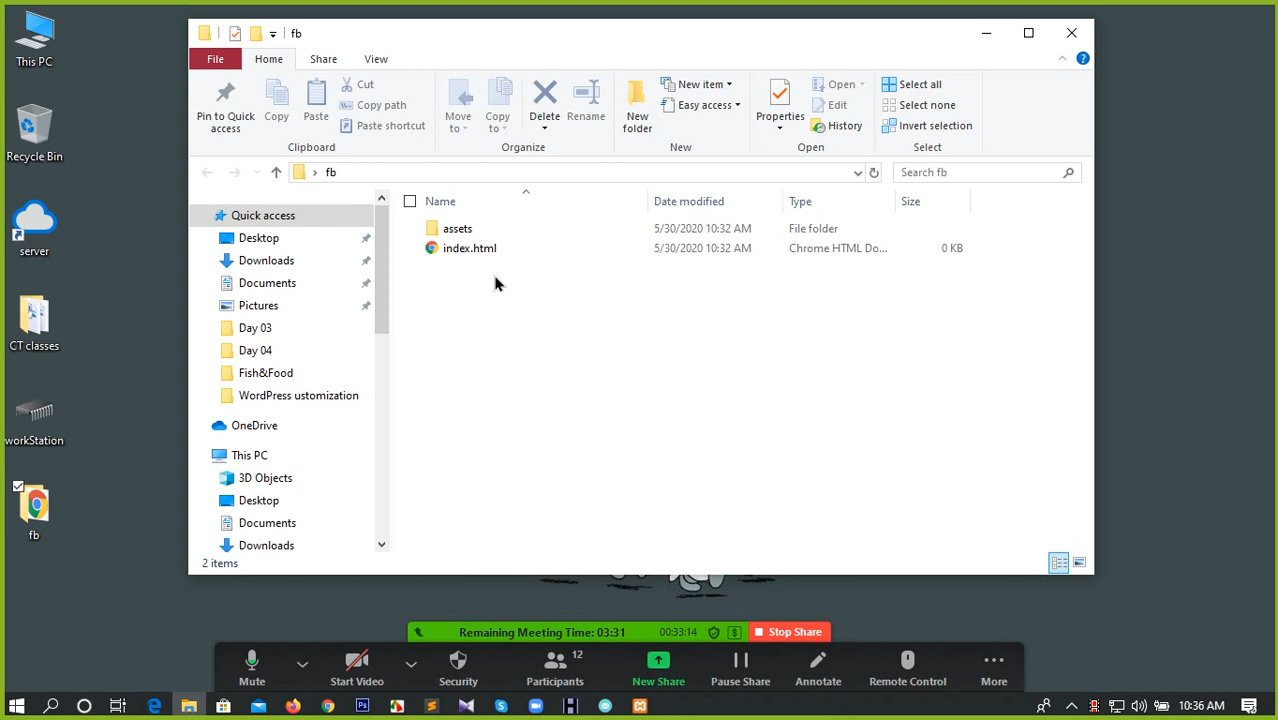 This PC
Recycle Bin
server
CT classes
workStation
fb
fb
File
Home
Share
View
Pin to Quick access
Copy
Paste
Cut
Copy path
Paste shortcut
Clipboard
Move to
Copy to
Delete
Rename
Organize
New folder
New item
Easy access
New
Properties
Open
Edit
History
Open
Select all
Select none
Invert selection
Select
fb
Search fb
Quick access
Desktop
Downloads
Documents
Pictures
Day 03
Day 04
Fish&Food
WordPress ustomization
OneDrive
This PC
3D Objects
Desktop
Documents
Downloads
Name Date modified Type Size
assets 5/30/2020 10:32 AM File folder
index.html 5/30/2020 10:32 AM Chrome HTML Do... 0 KB
2 items
Remaining Meeting Time: 03:31
00:33:14
Stop Share
Mute
Start Video
Security
Participants
12
New Share
Pause Share
Annotate
Remote Control
More
10:36 AM